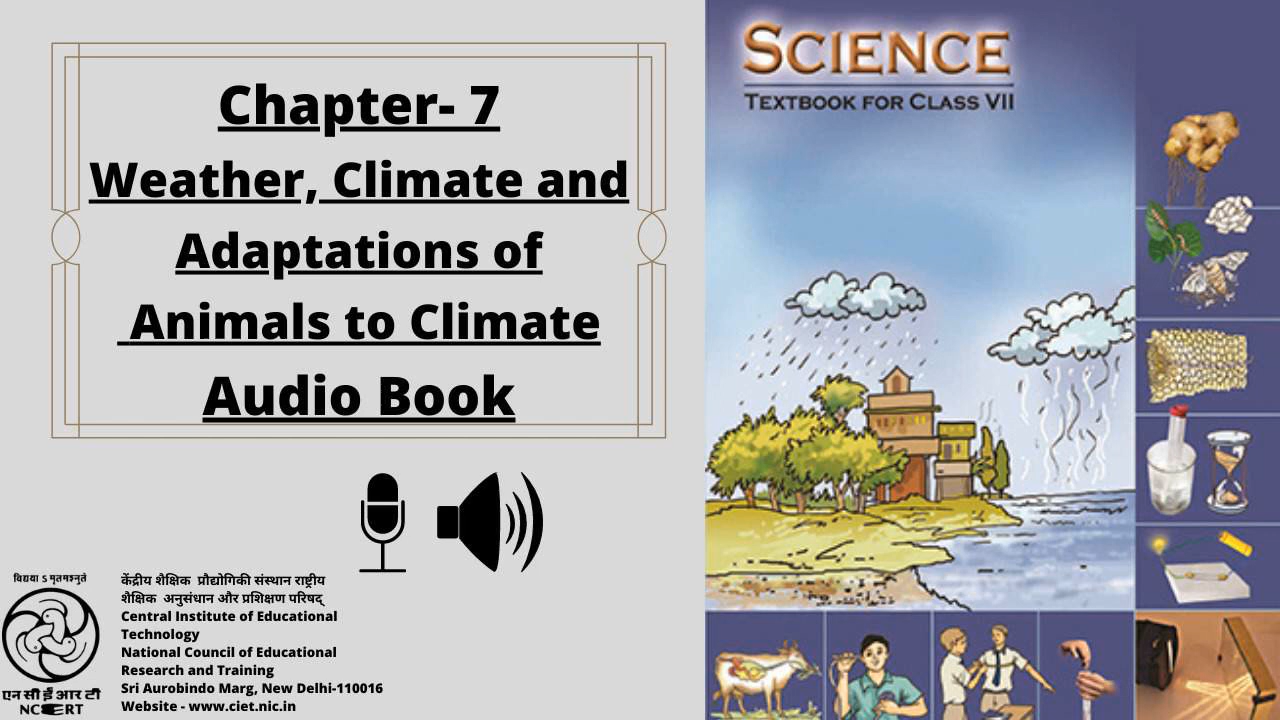 Chapter- 7
Weather, Climate and
Adaptations of
Animals to Climate
Audio Book
SCIENCE
TEXTBOOK FOR CLASS VII
विद्यया ऽ मृतमश्नुते
एन सी ई आर टी
NCERT
केंद्रीय शैक्षिक प्रौद्योगिकी संस्थान राष्ट्रीय
शैक्षिक अनुसंधान और प्रशिक्षण परिषद्
Central Institute of Educational
Technology
National Council of Educational
Research and Training
Sri Aurobindo Marg, New Delhi-110016
Website - www.ciet.nic.in